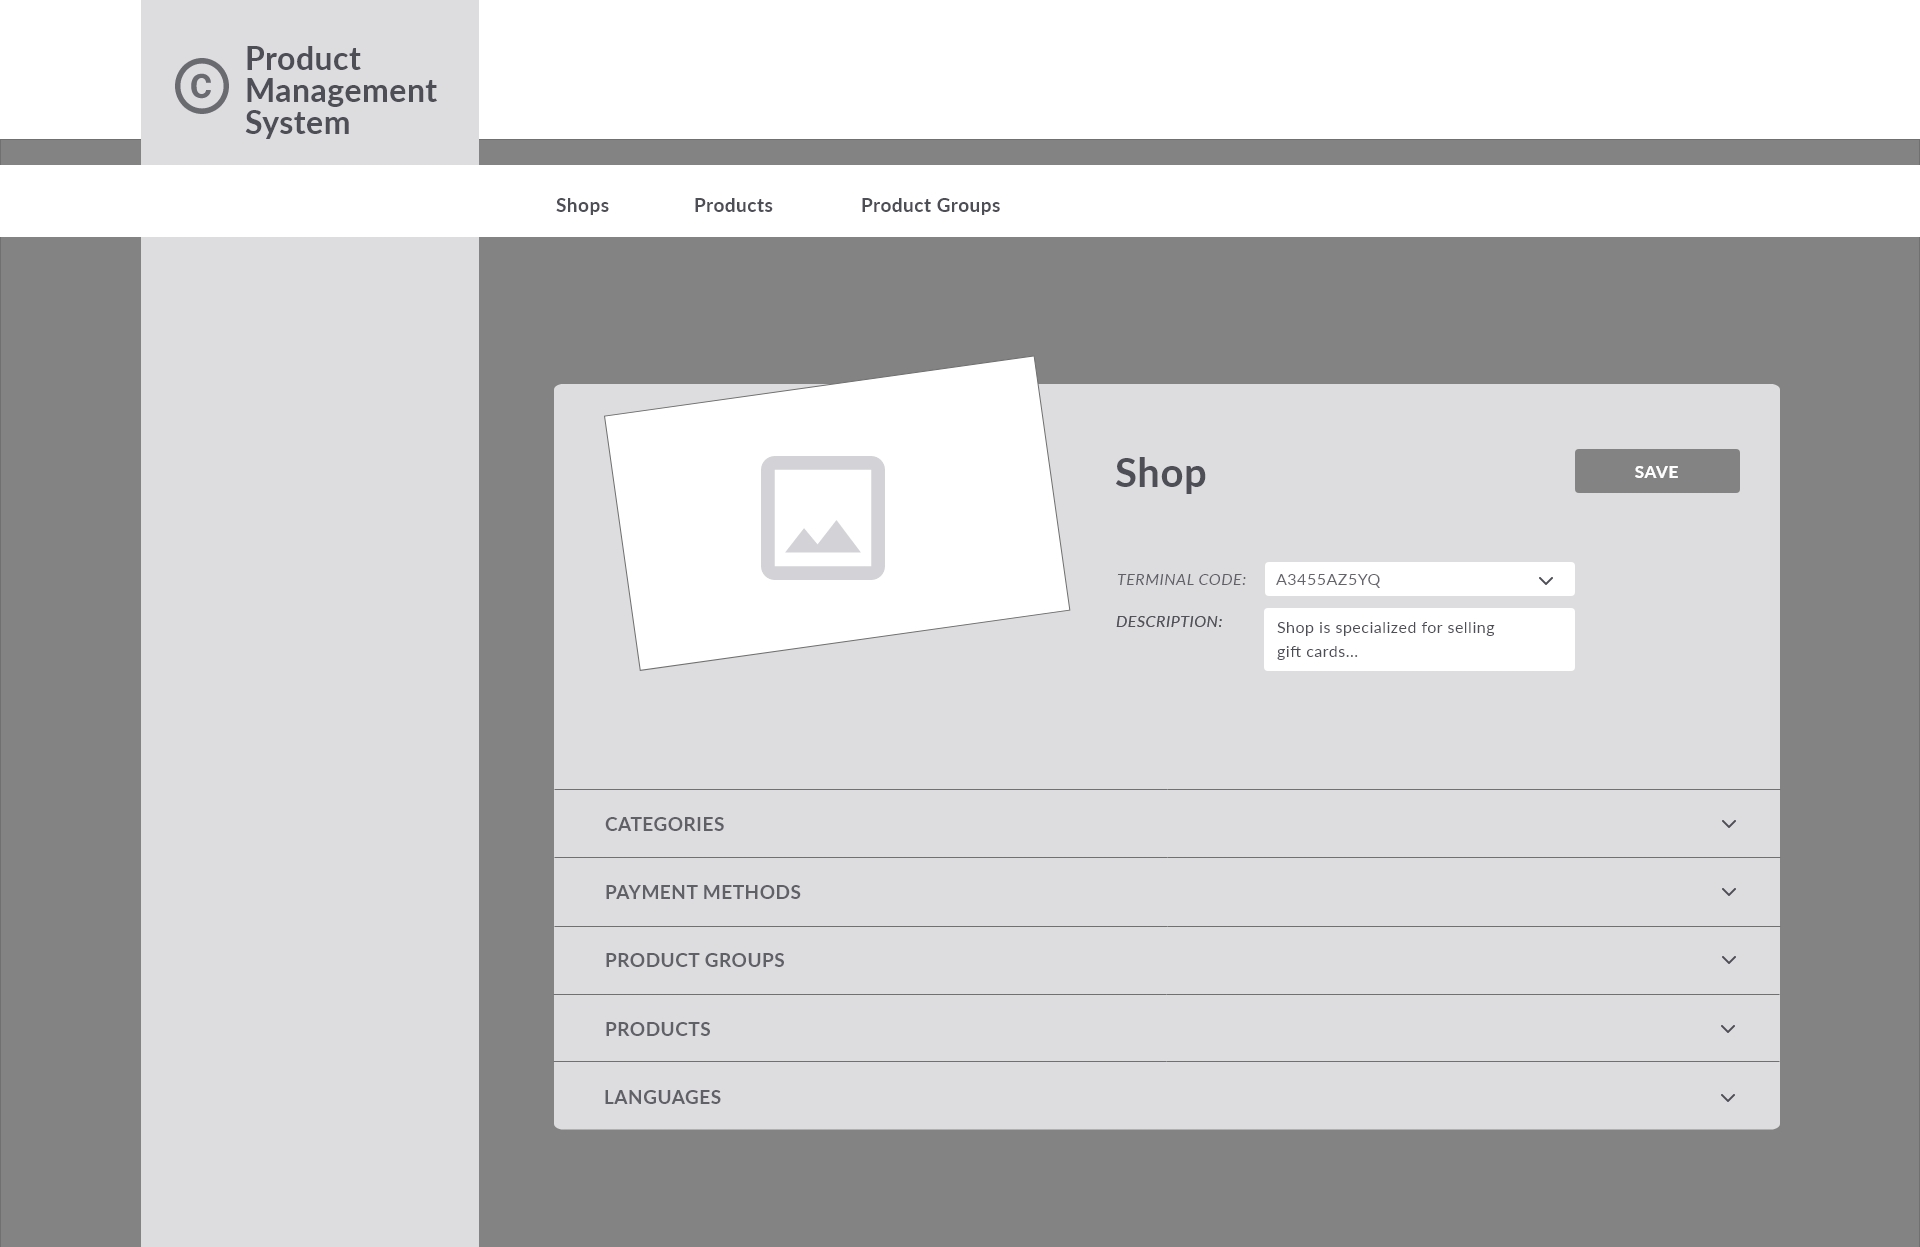 ©
Product
Management
System
Shops
Products
Product Groups
Shop
SAVE
TERMINAL CODE:
A3455AZ5YQ
DESCRIPTION:
Shop is specialized for selling
gift cards...
CATEGORIES
PAYMENT METHODS
PRODUCT GROUPS
PRODUCTS
LANGUAGES